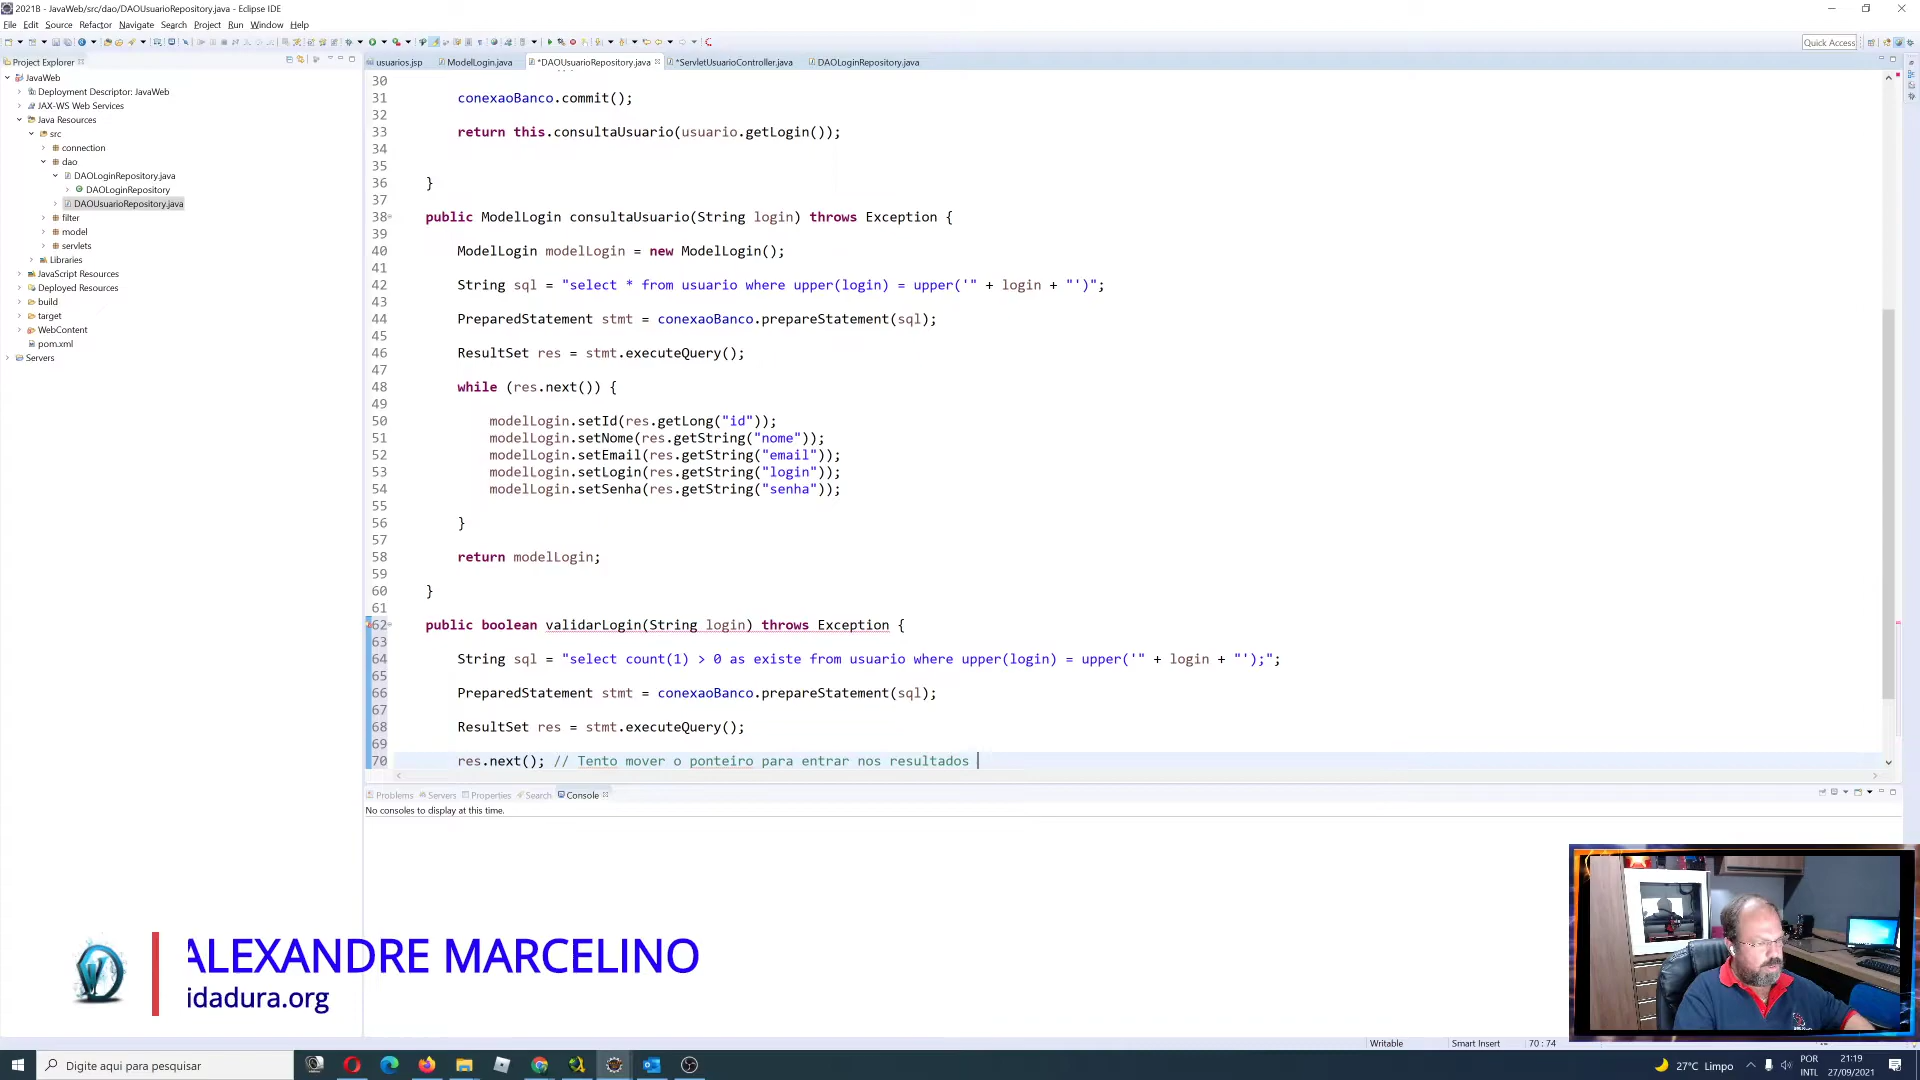 2021B - JavaWeb/src/dao/DAOUsuarioRepository.java - Eclipse IDE
File Edit Source Refactor Navigate Search Project Run Window Help
Quick Access
Project Explorer
usuarios.jsp ModelLogin.java *DAOUsuarioRepository.java *ServletUsuarioController.java DAOLoginRepository.java
JavaWeb
Deployment Descriptor: JavaWeb
JAX-WS Web Services
Java Resources
src
connection
dao
DAOLoginRepository.java
DAOLoginRepository
DAOUsuarioRepository.java
filter
model
servlets
Libraries
JavaScript Resources
Deployed Resources
build
target
WebContent
pom.xml
Servers
30
31 conexaoBanco.commit();
32
33 return this.consultaUsuario(usuario.getLogin());
34
35
36 }
37
38 public ModelLogin consultaUsuario(String login) throws Exception {
39
40 ModelLogin modelLogin = new ModelLogin();
41
42 String sql = "select * from usuario where upper(login) = upper('" + login + "')";
43
44 PreparedStatement stmt = conexaoBanco.prepareStatement(sql);
45
46 ResultSet res = stmt.executeQuery();
47
48 while (res.next()) {
49
50 modelLogin.setId(res.getLong("id"));
51 modelLogin.setNome(res.getString("nome"));
52 modelLogin.setEmail(res.getString("email"));
53 modelLogin.setLogin(res.getString("login"));
54 modelLogin.setSenha(res.getString("senha"));
55
56 }
57
58 return modelLogin;
59
60 }
61
62 public boolean validarLogin(String login) throws Exception {
63
64 String sql = "select count(1) > 0 as existe from usuario where upper(login) = upper('" + login + "');";
65
66 PreparedStatement stmt = conexaoBanco.prepareStatement(sql);
67
68 ResultSet res = stmt.executeQuery();
69
70 res.next(); // Tento mover o ponteiro para entrar nos resultados
Problems Servers Properties Search Console
No consoles to display at this time.
ALEXANDRE MARCELINO
idadura.org
Writable Smart Insert 70 : 74
Digite aqui para pesquisar
27°C Limpo
POR
INTL
21:19
27/09/2021